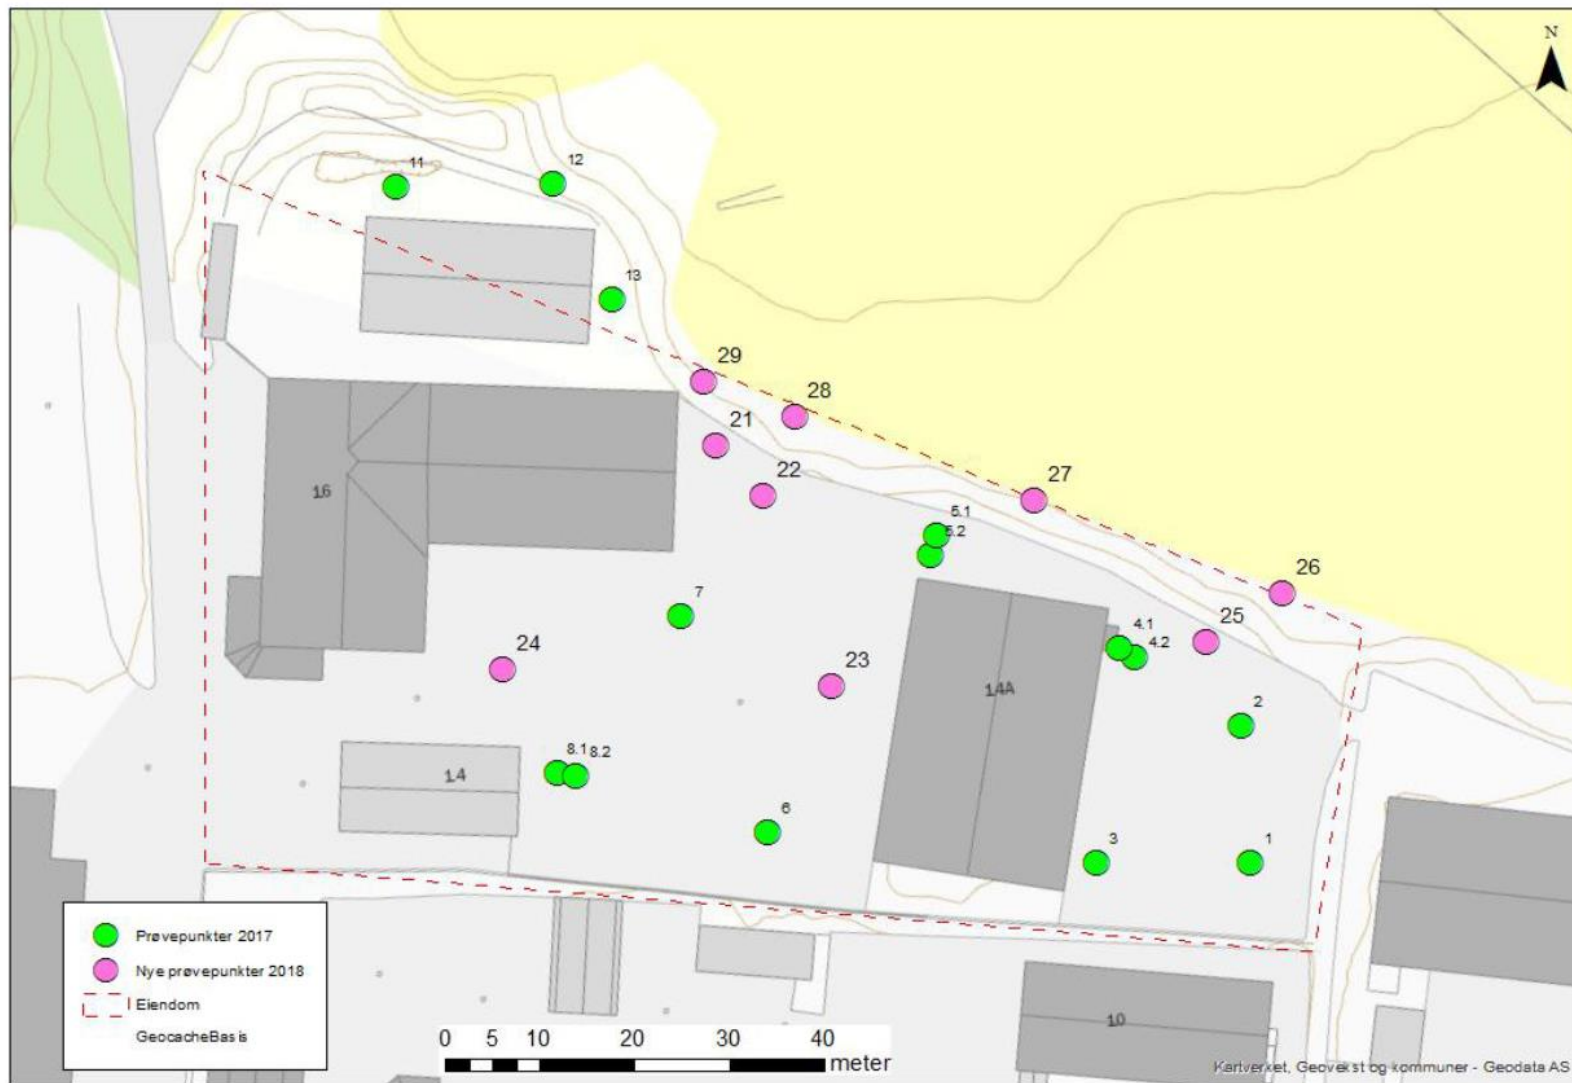 N
11
12
13
29
28
21
22
27
5.1
5.2
26
16
7
4.1
4.2
25
24
23
14A
2
8.1 8.2
14
6
3
1
Prøvepunkter 2017
Nye prøvepunkter 2018
Eiendom
GeocacheBasis
10
0 5 10 20 30 40
meter
Kartverket, Geovekst og kommuner - Geodata AS